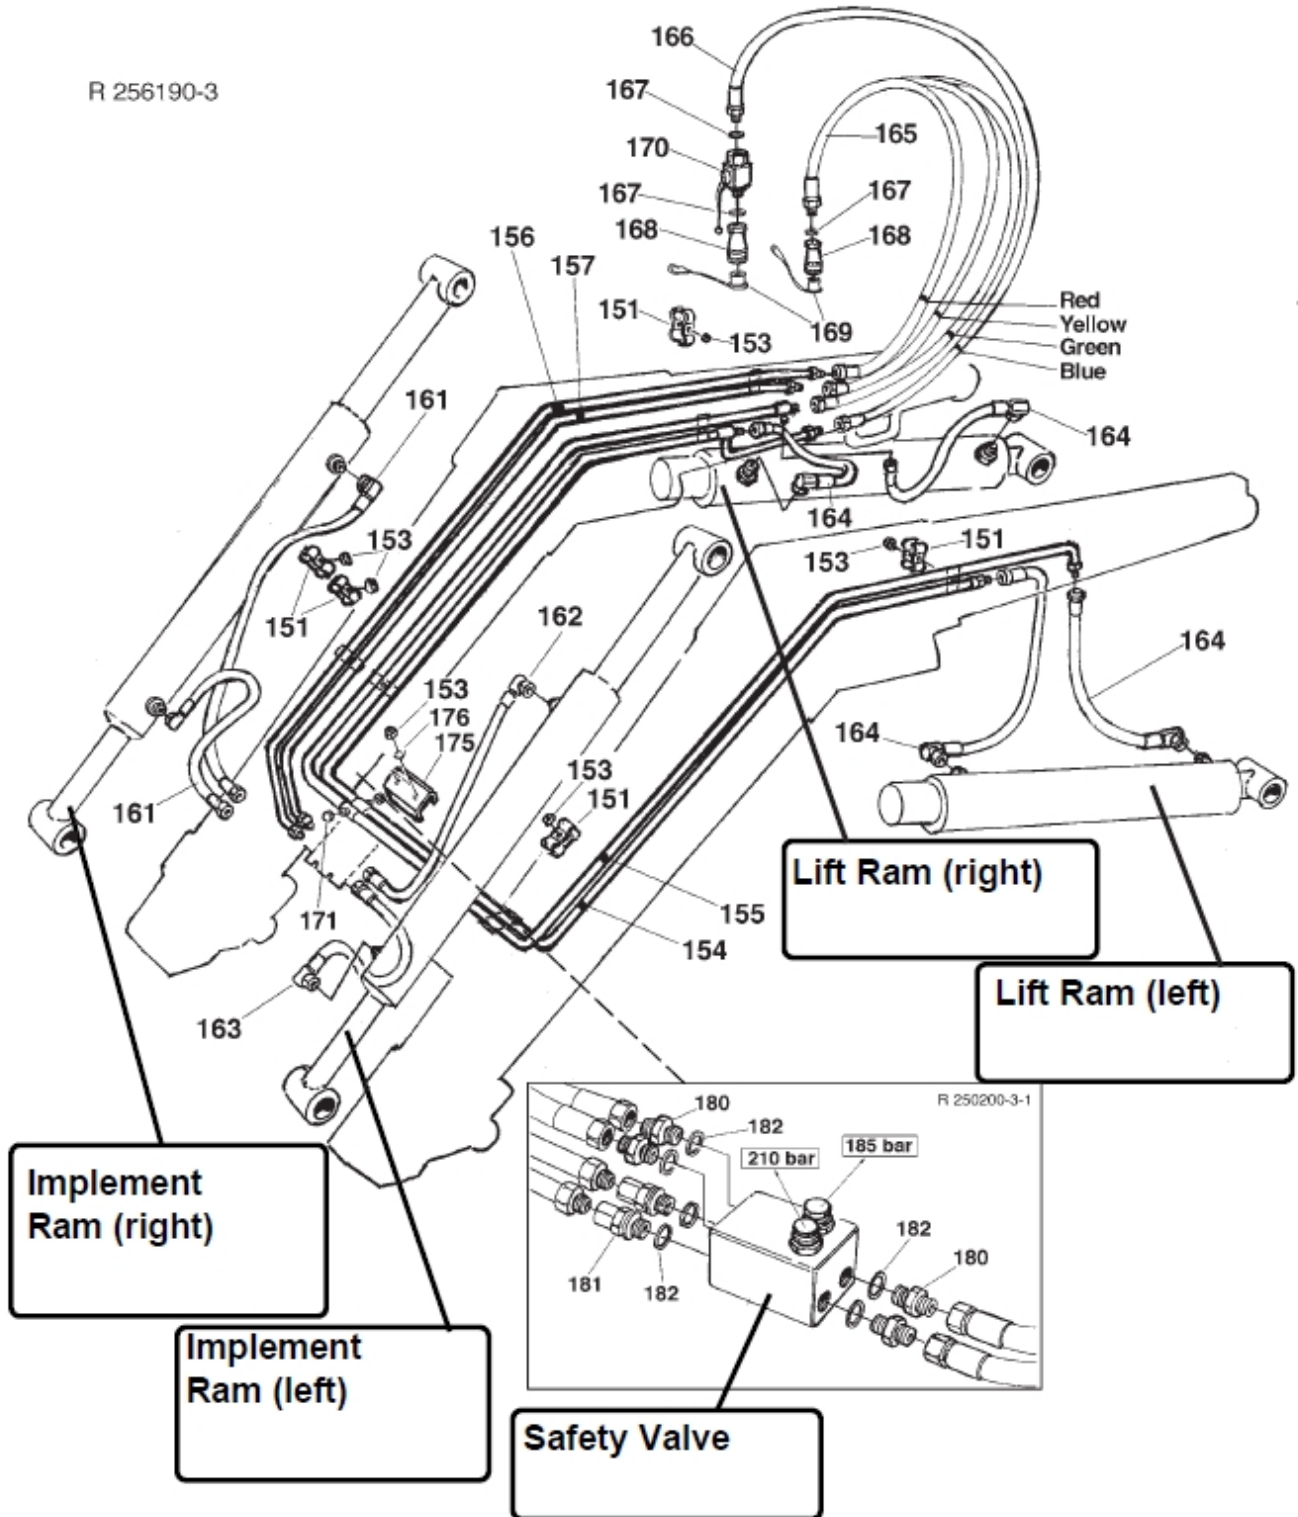 R 256190-3
166
167
170
165
167
167
168
168
156
157
151
153
169
Red
Yellow
Green
Blue
161
164
164
153
151
153
151
162
164
153
176
175
164
153
151
161
171
155
154
163
Lift Ram (right)
Lift Ram (left)
R 250200-3-1
180
182
185 bar
210 bar
182
180
181
182
Implement
Ram (right)
Implement
Ram (left)
Safety Valve